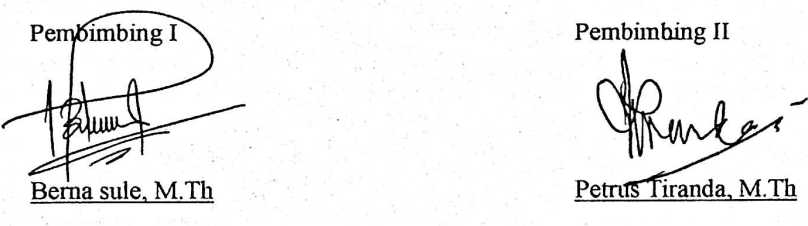 Pembimbing I
Pembimbing II
Berna sule, M.Th
Petrus Tiranda, M.Th